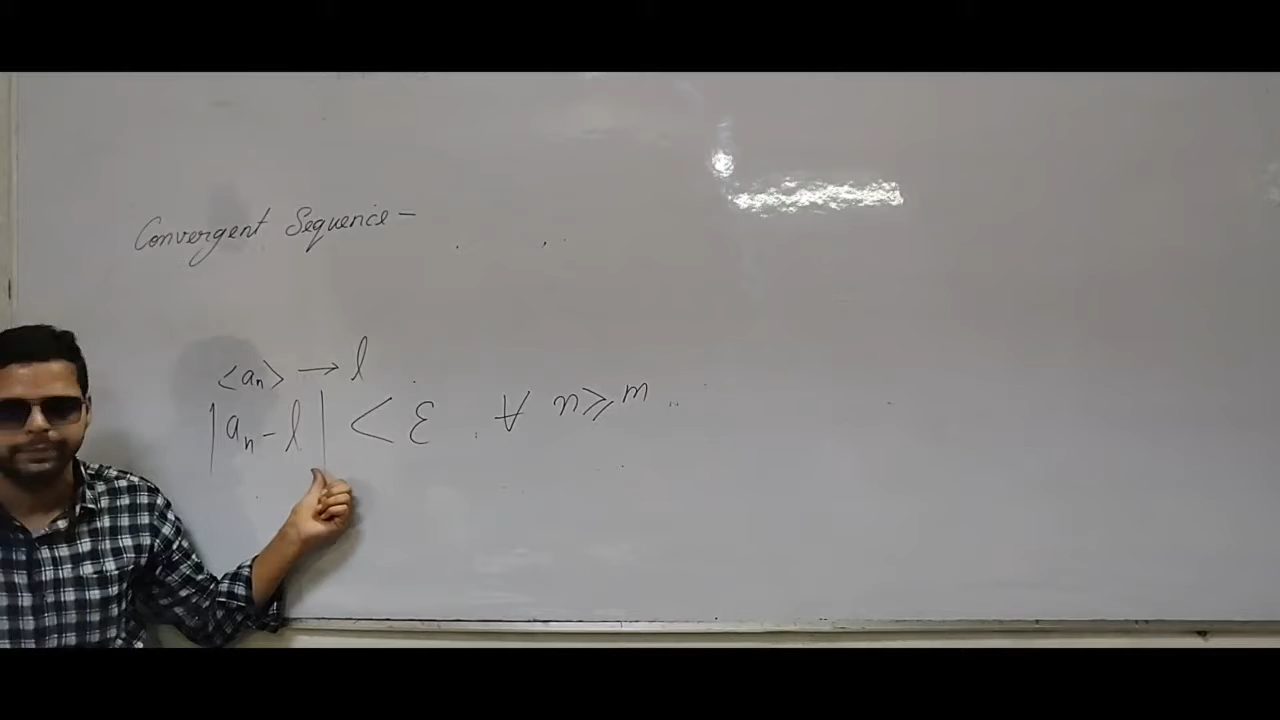 Convergent Sequence -
<aₙ> → l
|aₙ - l| < ε ∀ n ⩾ m